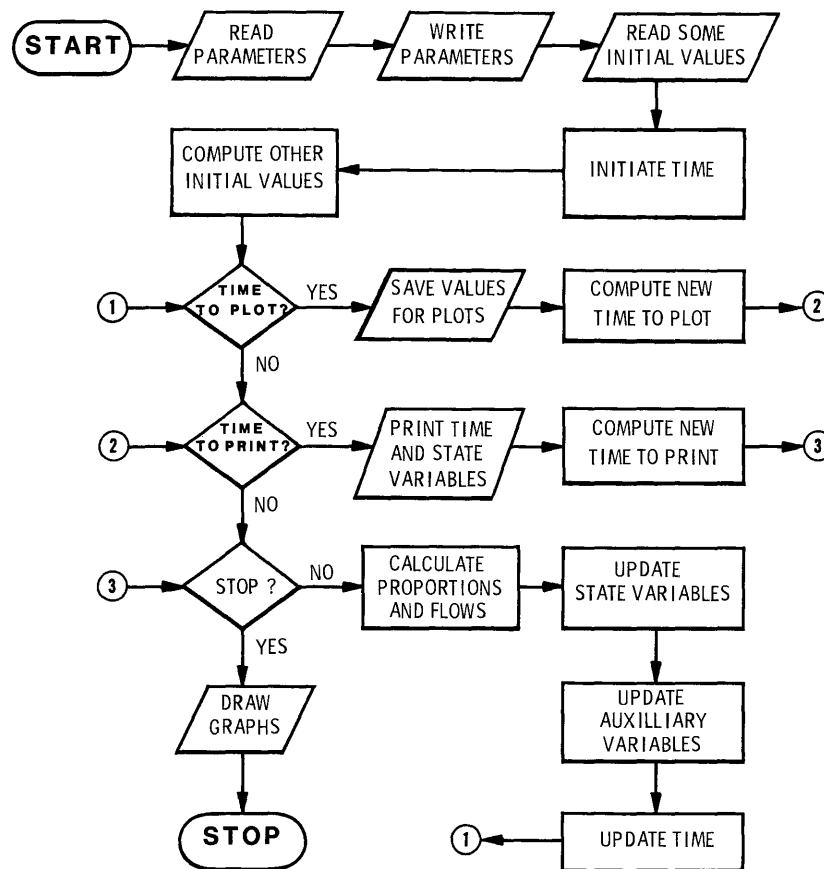 START
READ
PARAMETERS
WRITE
PARAMETERS
READ SOME
INITIAL VALUES
COMPUTE OTHER
INITIAL VALUES
INITIATE TIME
1
TIME
TO PLOT?
YES
SAVE VALUES
FOR PLOTS
COMPUTE NEW
TIME TO PLOT
2
NO
2
TIME
TO PRINT?
YES
PRINT TIME
AND STATE
VARIABLES
COMPUTE NEW
TIME TO PRINT
3
NO
3
STOP ?
NO
CALCULATE
PROPORTIONS
AND FLOWS
UPDATE
STATE VARIABLES
YES
DRAW
GRAPHS
UPDATE
AUXILLIARY
VARIABLES
STOP
1
UPDATE TIME